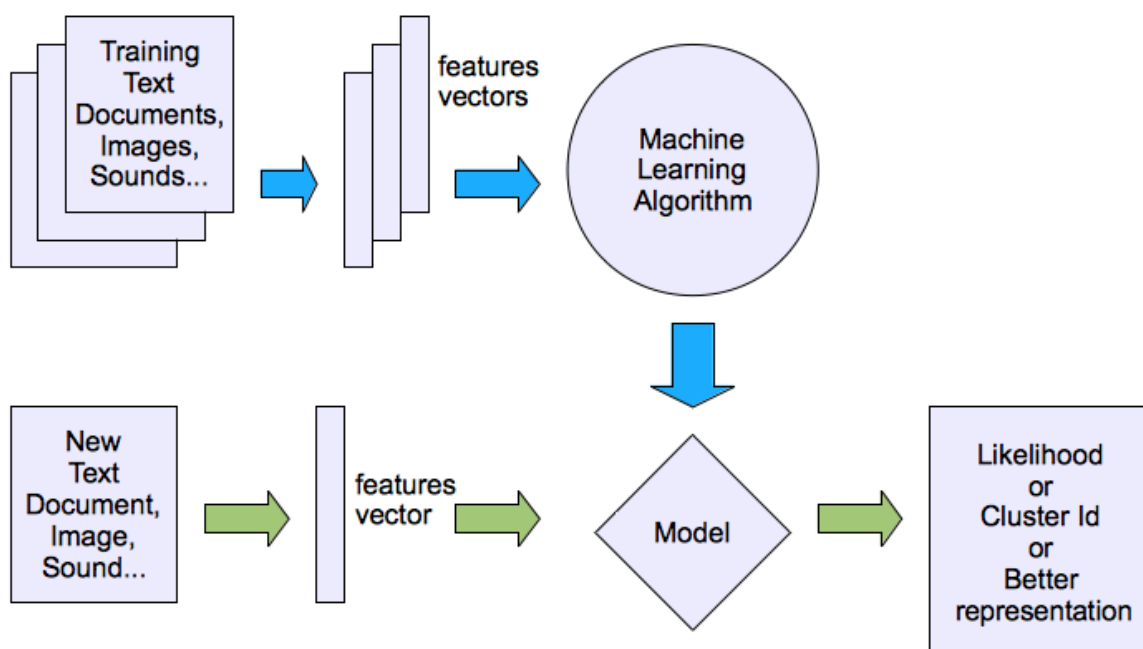 Training
Text
Documents,
Images,
Sounds...
features
vectors
Machine
Learning
Algorithm
New
Text
Document,
Image,
Sound...
features
vector
Model
Likelihood
or
Cluster Id
or
Better
representation